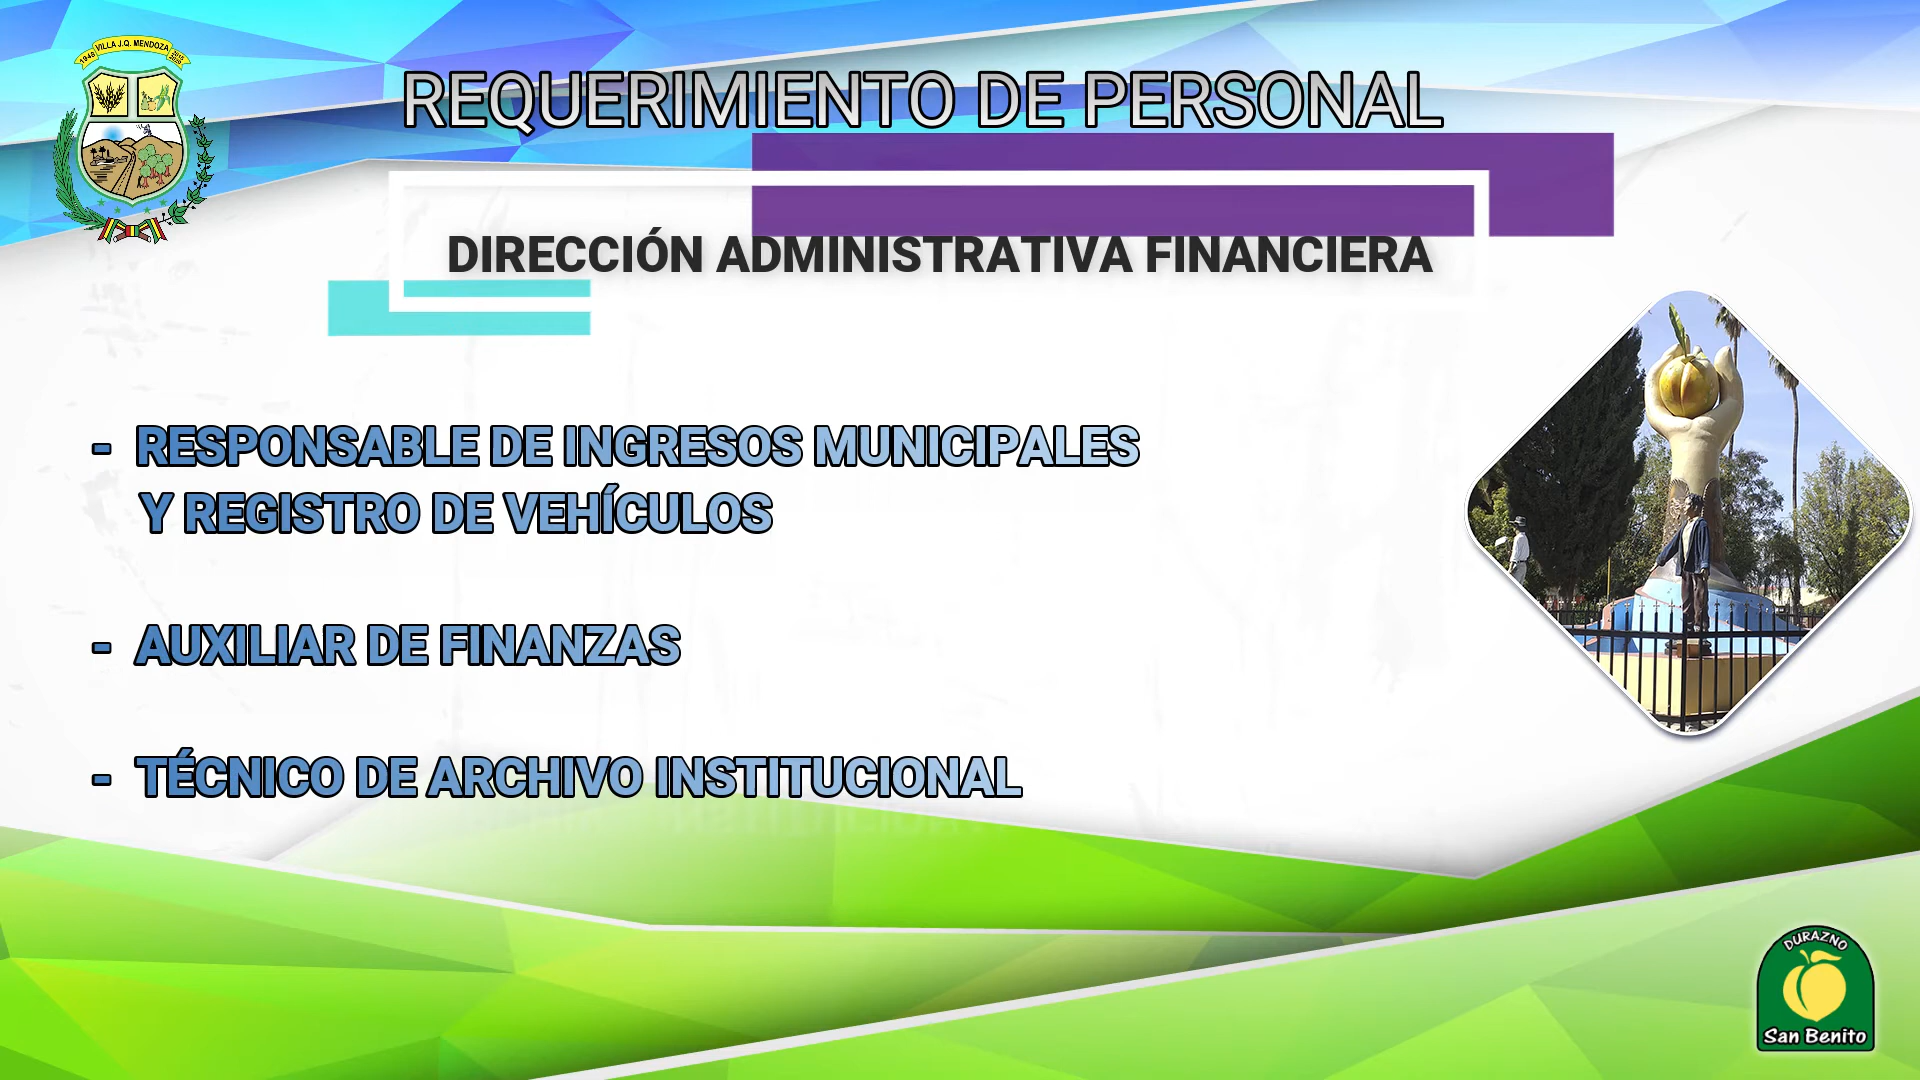 1948 VILLA J.Q. MENDOZA
REQUERIMIENTO DE PERSONAL
DIRECCIÓN ADMINISTRATIVA FINANCIERA
- RESPONSABLE DE INGRESOS MUNICIPALES
Y REGISTRO DE VEHÍCULOS
- AUXILIAR DE FINANZAS
- TÉCNICO DE ARCHIVO INSTITUCIONAL
DURAZNO
San Benito